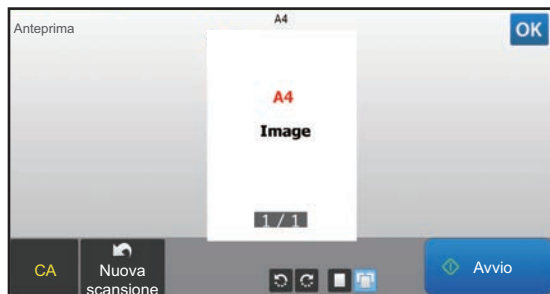 Anteprima
A4
OK
A4
Image
1 / 1
CA
Nuova
scansione
Avvio